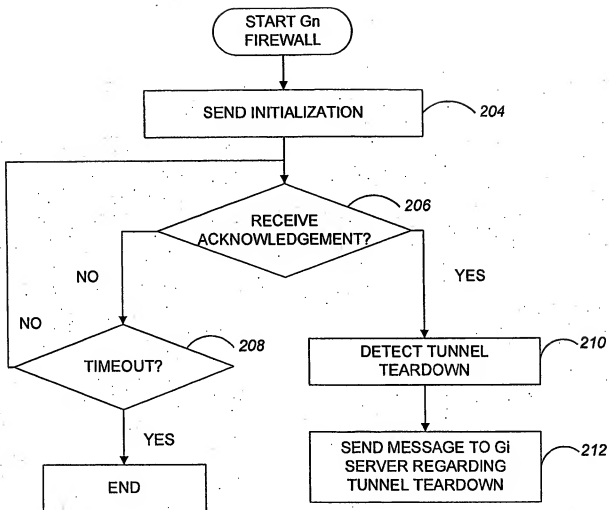 START Gn
FIREWALL
SEND INITIALIZATION
204
206
RECEIVE
ACKNOWLEDGEMENT?
NO
YES
NO
208
TIMEOUT?
DETECT TUNNEL
TEARDOWN
210
YES
SEND MESSAGE TO Gi
SERVER REGARDING
TUNNEL TEARDOWN
212
END